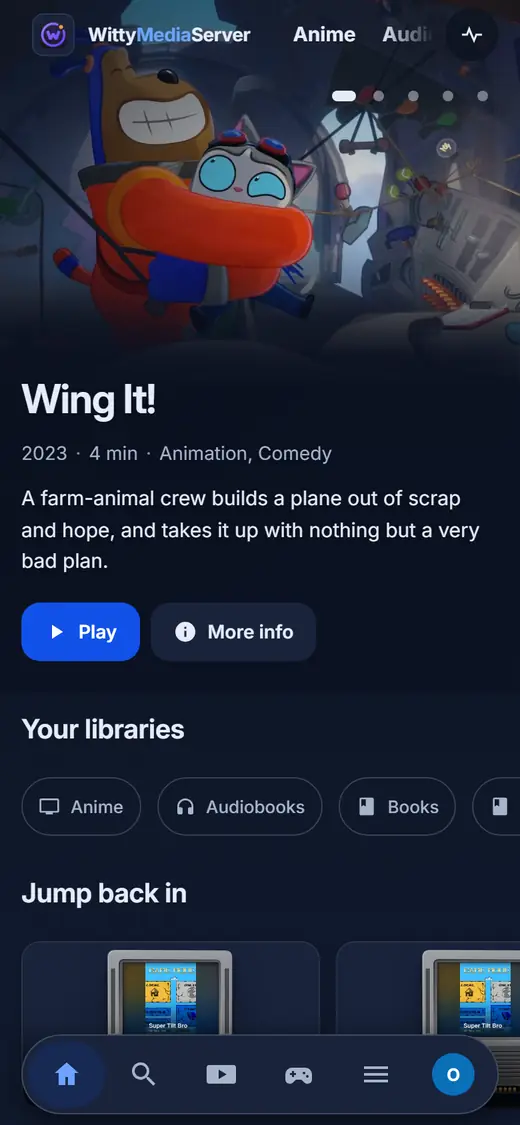 WittyMediaServer
Anime
Wing It!
2023 · 4 min · Animation, Comedy
A farm-animal crew builds a plane out of scrap
and hope, and takes it up with nothing but a very
bad plan.
Play
More info
Your libraries
Anime
Audiobooks
Books
Jump back in
Super Tilt Bro
Super Tilt Bro
O